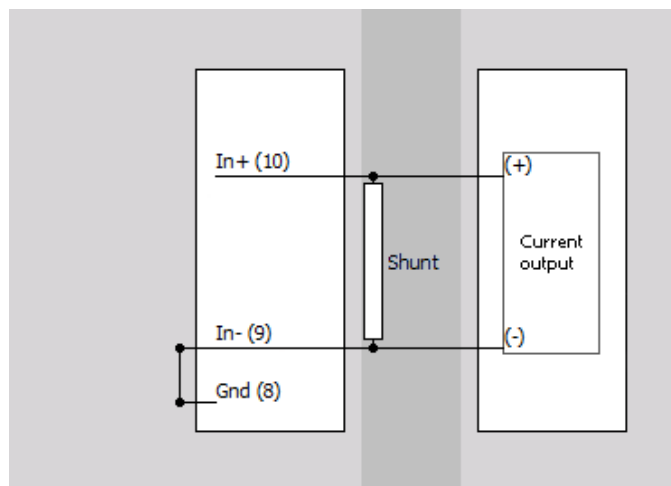 In+ (10)
(+)
Current
output
Shunt
In- (9)
(-)
Gnd (8)